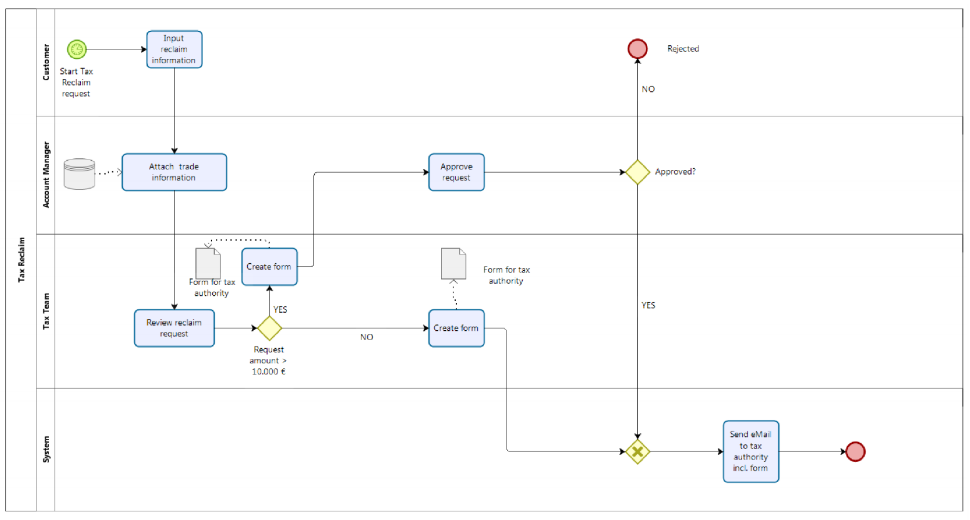 Tax Reclaim
Customer
Start Tax
Reclaim
request
Input
reclaim
information
Rejected
NO
Account Manager
Attach trade
information
Approve
request
Approved?
Tax Team
Form for tax
authority
Create form
YES
Review reclaim
request
Request
amount >
10.000 €
NO
Form for tax
authority
Create form
YES
System
Send eMail
to tax
authority
incl. form